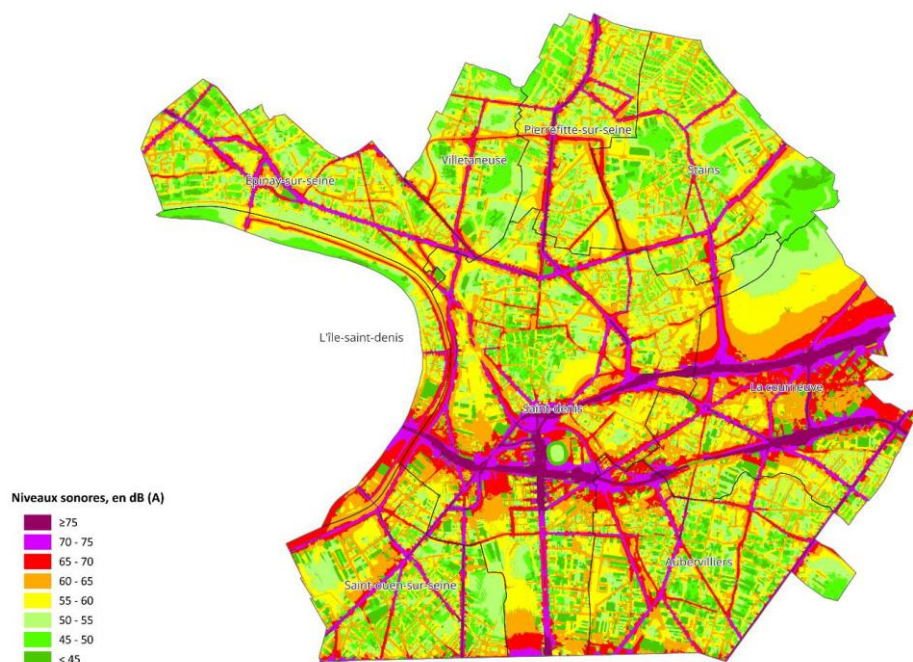 Pierrefitte-sur-seine
Villetaneuse
Stains
Épinay-sur-seine
L'île-saint-denis
La courneuve
Saint-denis
Niveaux sonores, en dB (A)
≥75
70 - 75
65 - 70
60 - 65
55 - 60
50 - 55
45 - 50
< 45
Aubervilliers
Saint-ouen-sur-seine